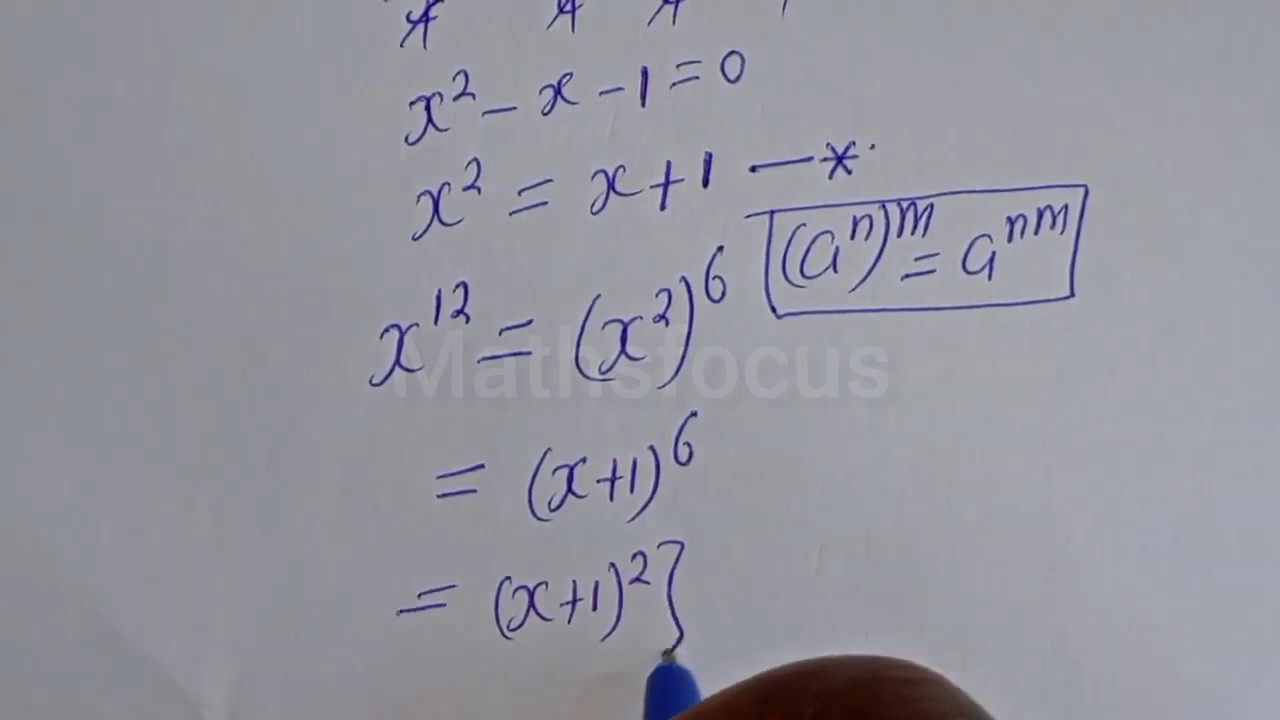 x² - x - 1 = 0
x² = x + 1 — *
(aⁿ)ᵐ = aⁿᵐ
x¹² = (x²)⁶
Mathsfocus
= (x+1)⁶
= (x+1)²}